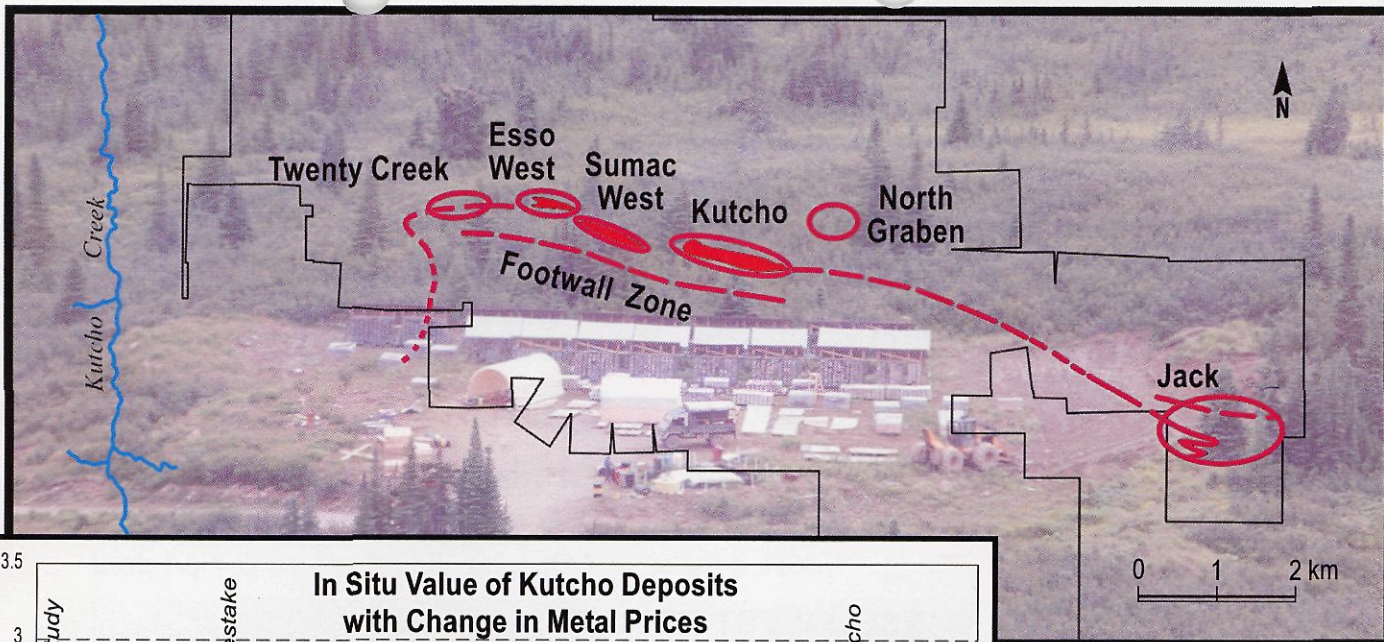 N
Esso
West
Twenty Creek
Sumac
West
Kutcho
North
Graben
Footwall Zone
Kutcho Creek
Jack
0 1 2 km
3.5
In Situ Value of Kutcho Deposits
with Change in Metal Prices
3